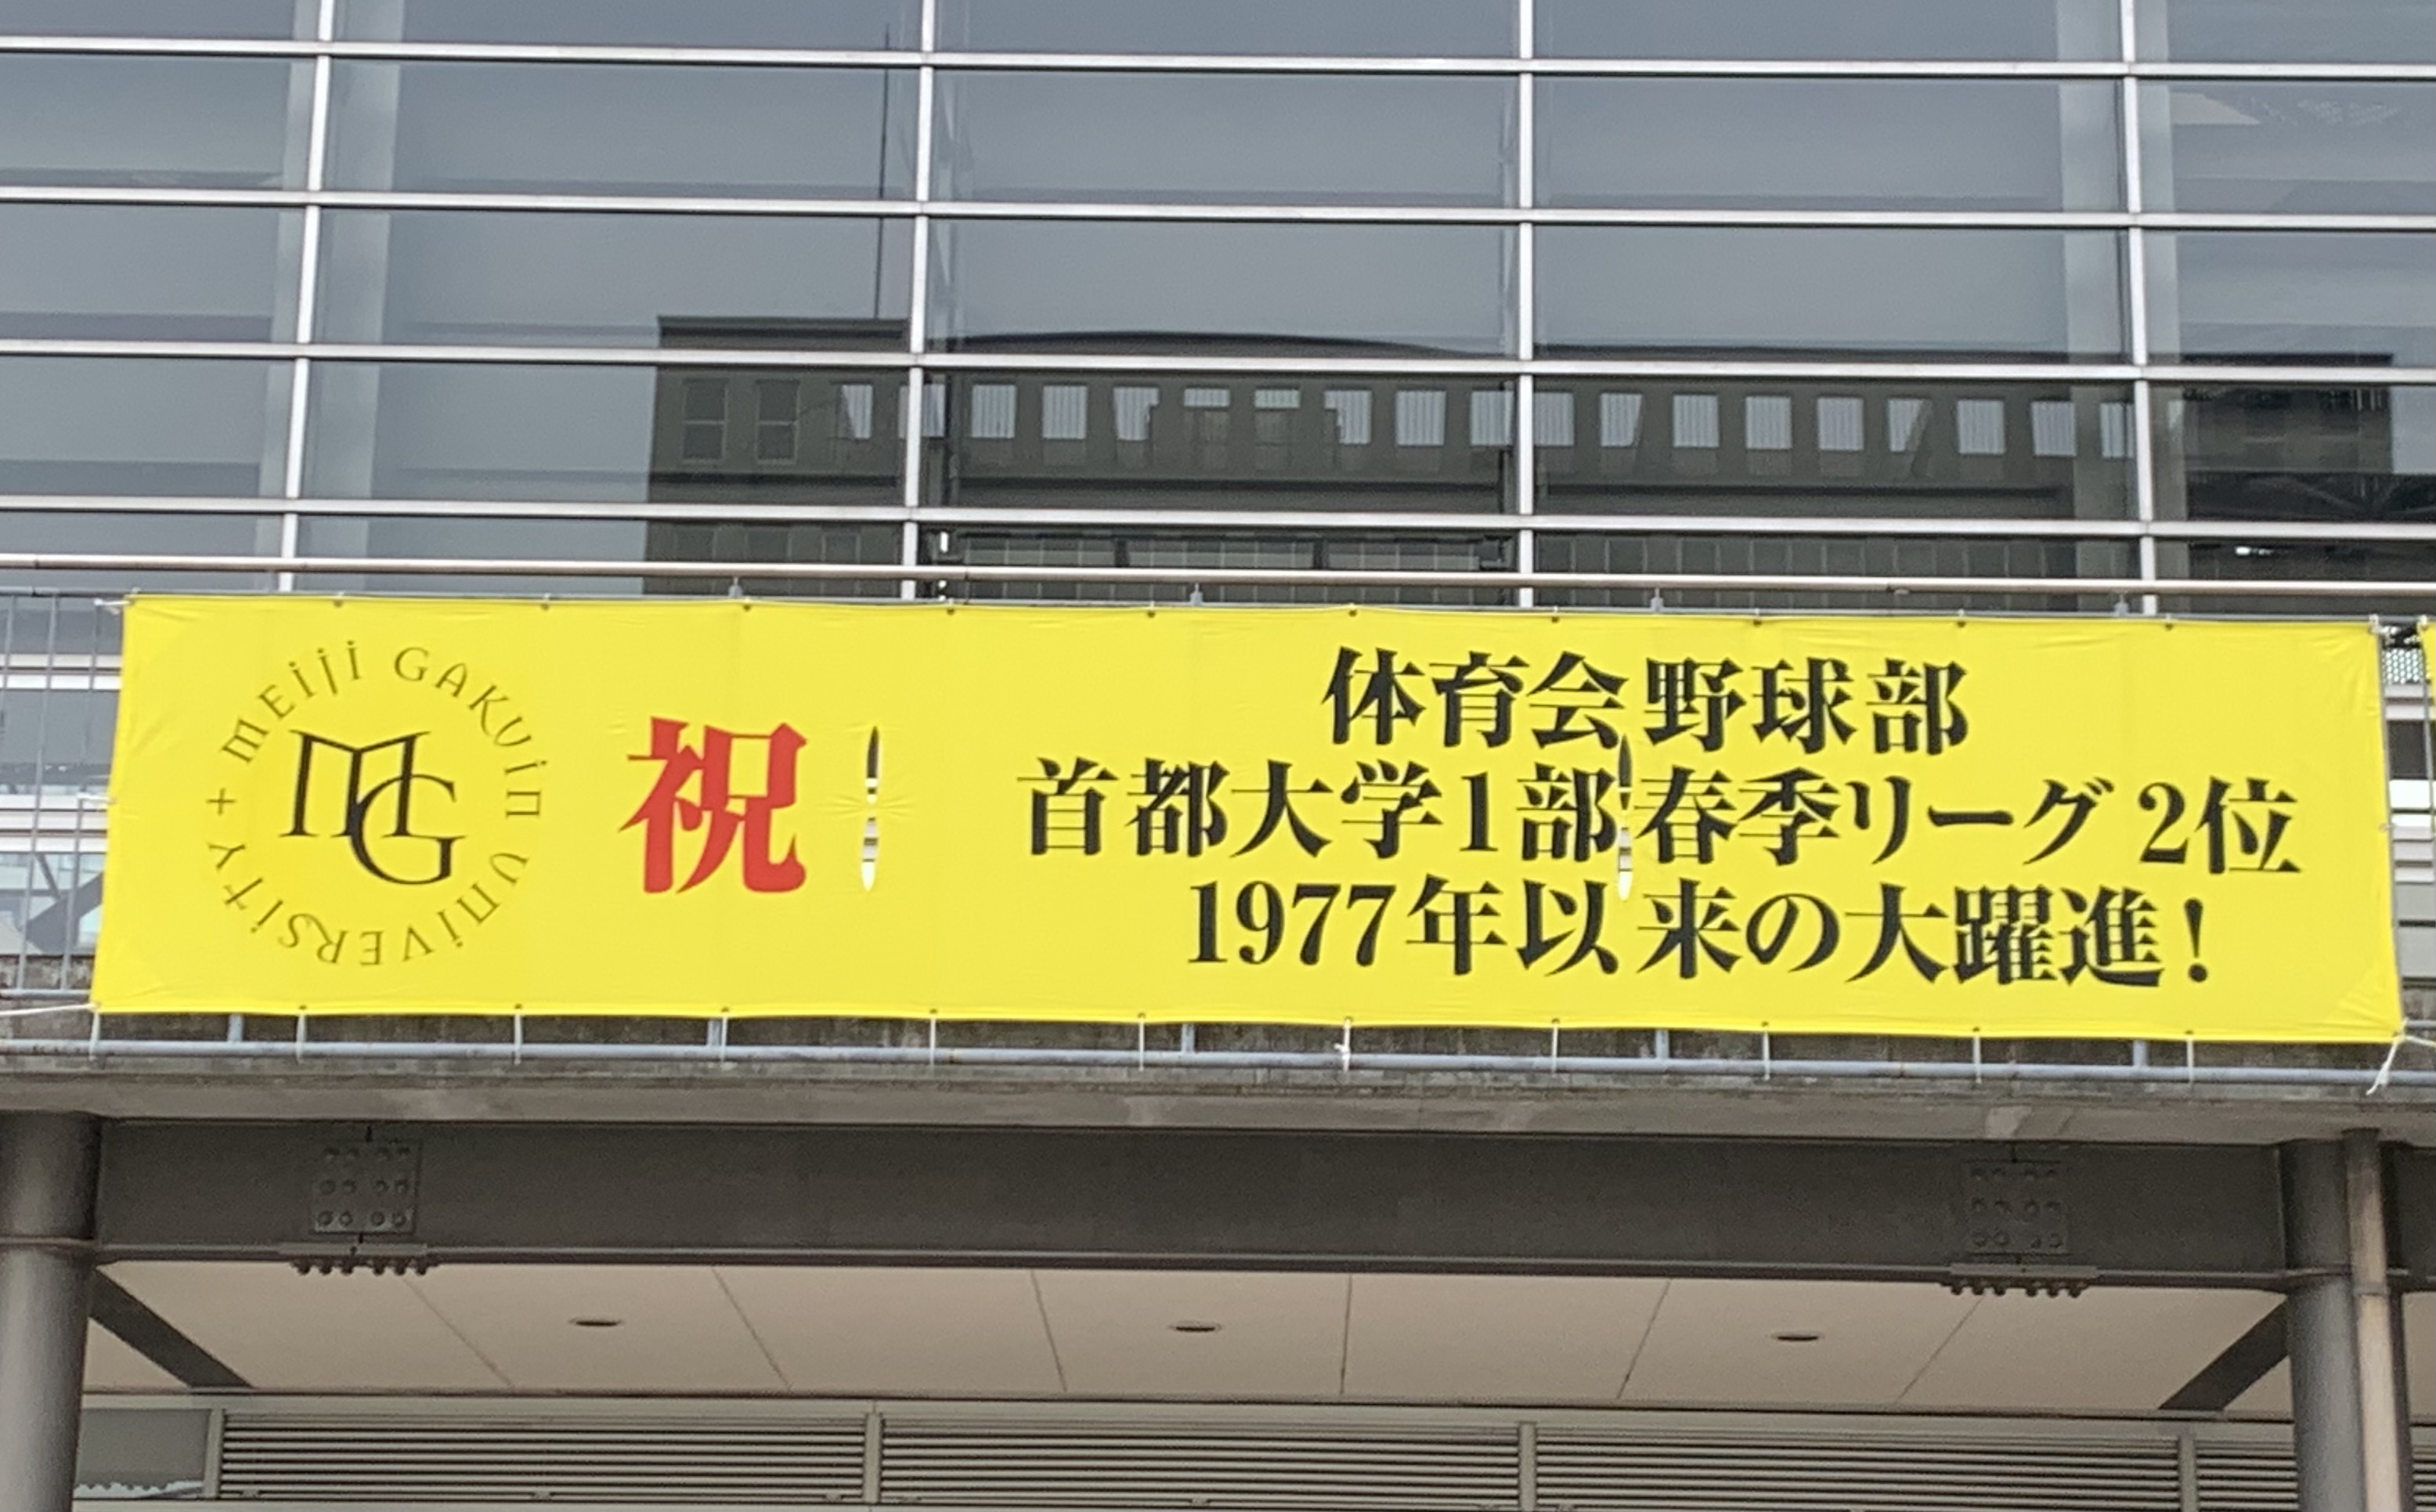 MEIJI GAKUIN UNIVERSITY +
MG
祝
体育会野球部
首都大学1部春季リーグ2位
1977年以来の大躍進!